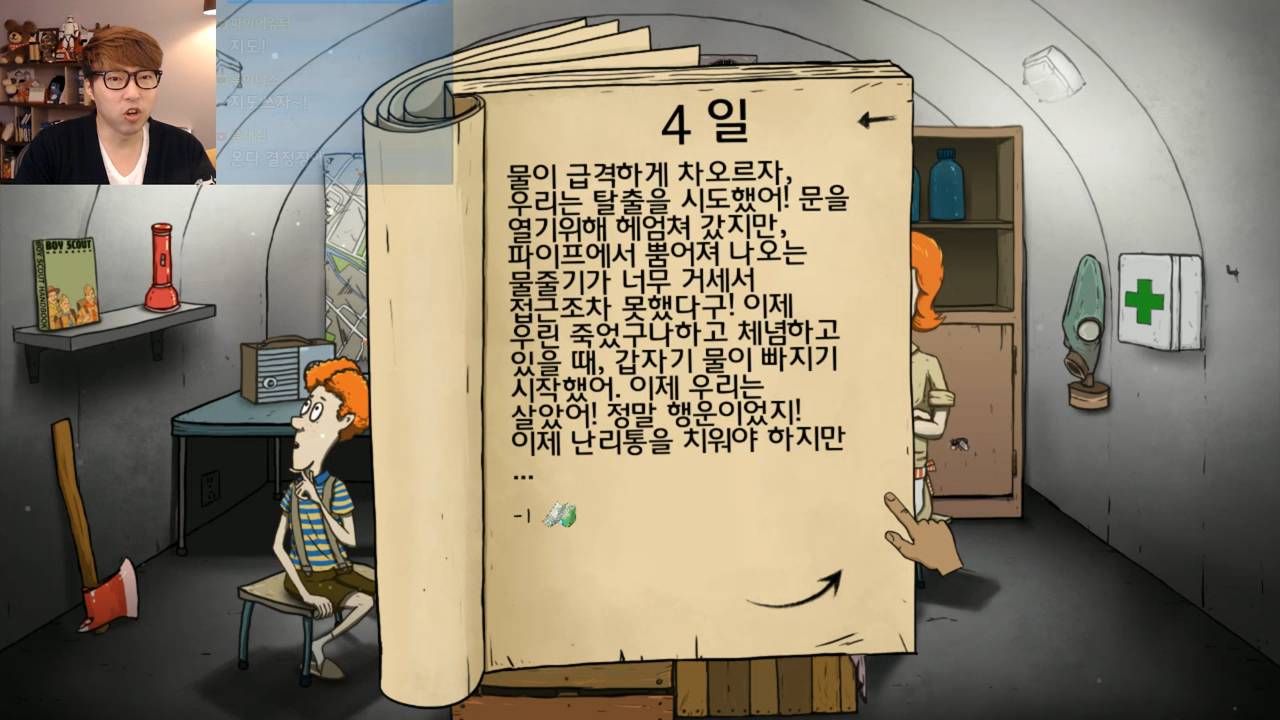 지도!
지도쓰자~!
BOY SCOUT
BOY SCOUT HANDBOOK
4 일
물이 급격하게 차오르자,
우리는 탈출을 시도했어! 문을
열기위해 헤엄쳐 갔지만,
파이프에서 뿜어져 나오는
물줄기가 너무 거세서
접근조차 못했다구! 이제
우린 죽었구나하고 체념하고
있을 때, 갑자기 물이 빠지기
시작했어. 이제 우리는
살았어! 정말 행운이었지!
이제 난리통을 치워야 하지만
...
-1